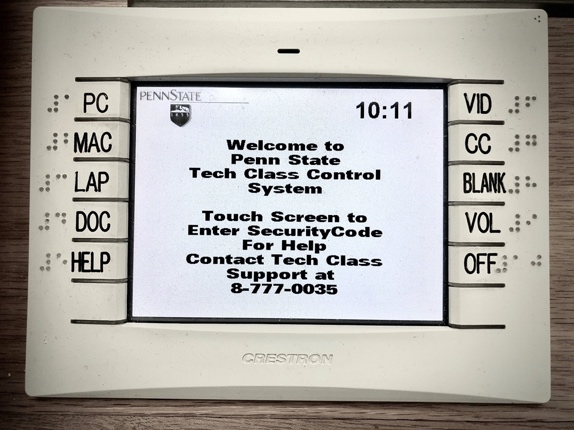 PENNSTATE
10:11
Welcome to
Penn State
Tech Class Control
System
Touch Screen to
Enter SecurityCode
For Help
Contact Tech Class
Support at
8-777-0035
PC
MAC
LAP
DOC
HELP
VID
CC
BLANK
VOL
OFF
CRESTRON